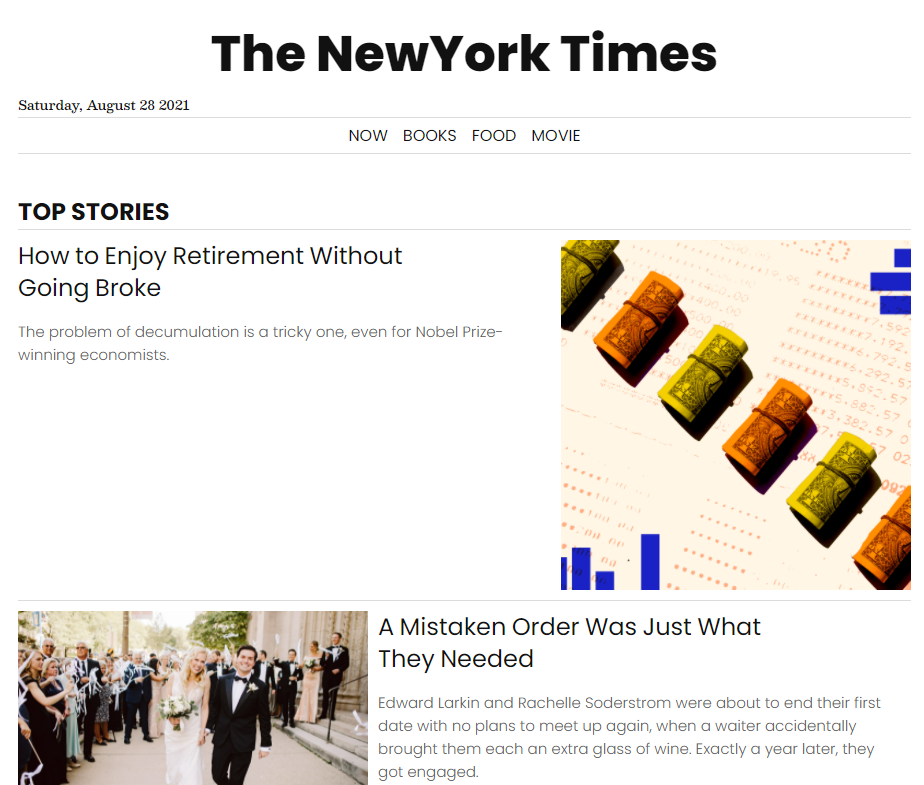 The NewYork Times
Saturday, August 28 2021
NOW BOOKS FOOD MOVIE
TOP STORIES
How to Enjoy Retirement Without
Going Broke
The problem of decumulation is a tricky one, even for Nobel Prize-
winning economists.
A Mistaken Order Was Just What
They Needed
Edward Larkin and Rachelle Soderstrom were about to end their first
date with no plans to meet up again, when a waiter accidentally
brought them each an extra glass of wine. Exactly a year later, they
got engaged.